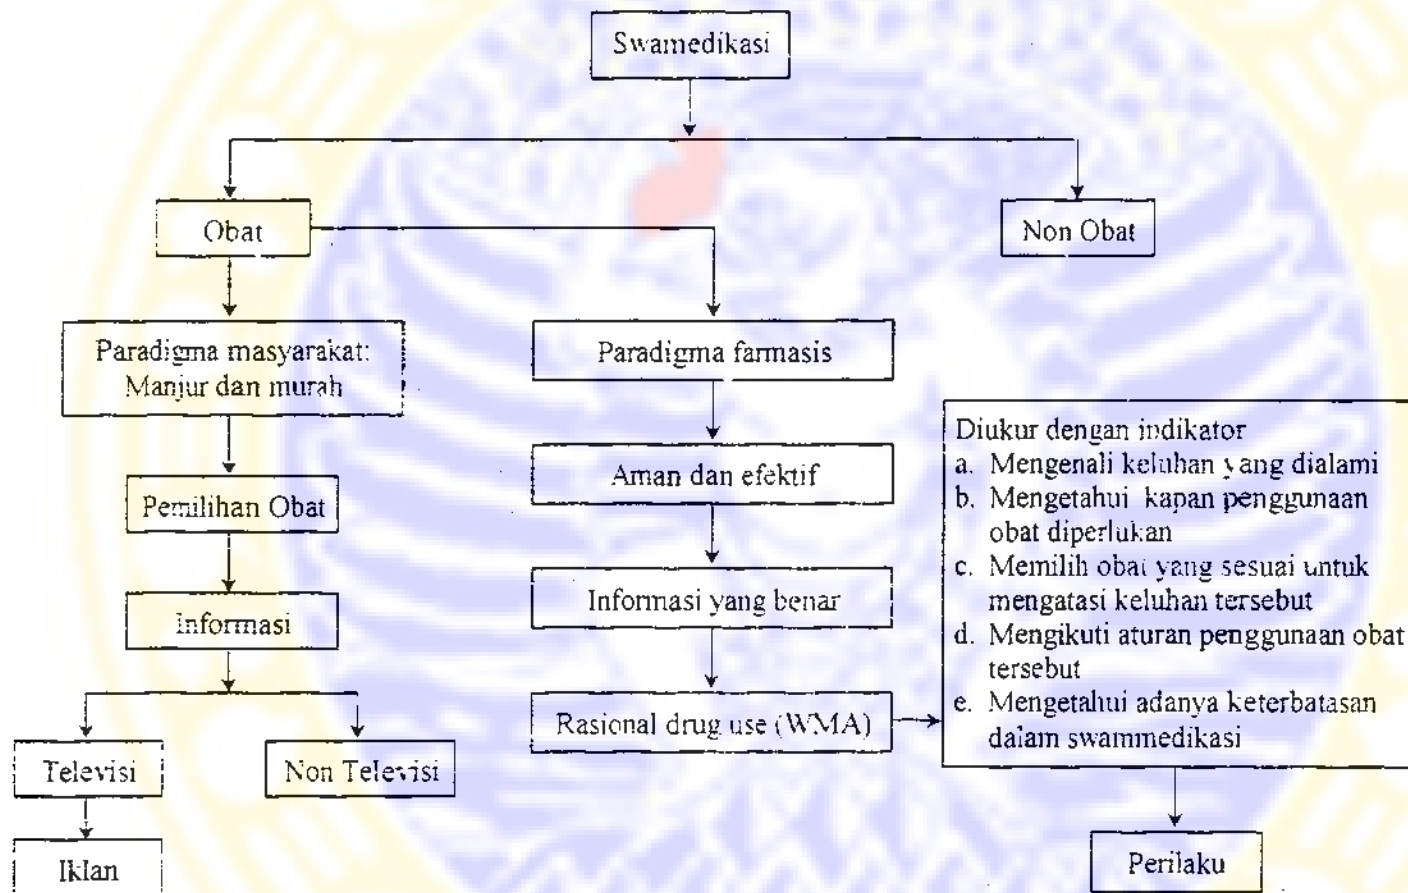 Swamedikasi
Obat
Non Obat
Paradigma masyarakat:
Manjur dan murah
Paradigma farmasis
Pemilihan Obat
Aman dan efektif
Informasi
Informasi yang benar
Televisi
Non Televisi
Rasional drug use (WMA)
Iklan
Diukur dengan indikator
a. Mengenali keluhan yang dialami
b. Mengetahui kapan penggunaan
obat diperlukan
c. Memilih obat yang sesuai untuk
mengatasi keluhan tersebut
d. Mengikuti aturan penggunaan obat
tersebut
e. Mengetahui adanya keterbatasan
dalam swammedikasi
Perilaku